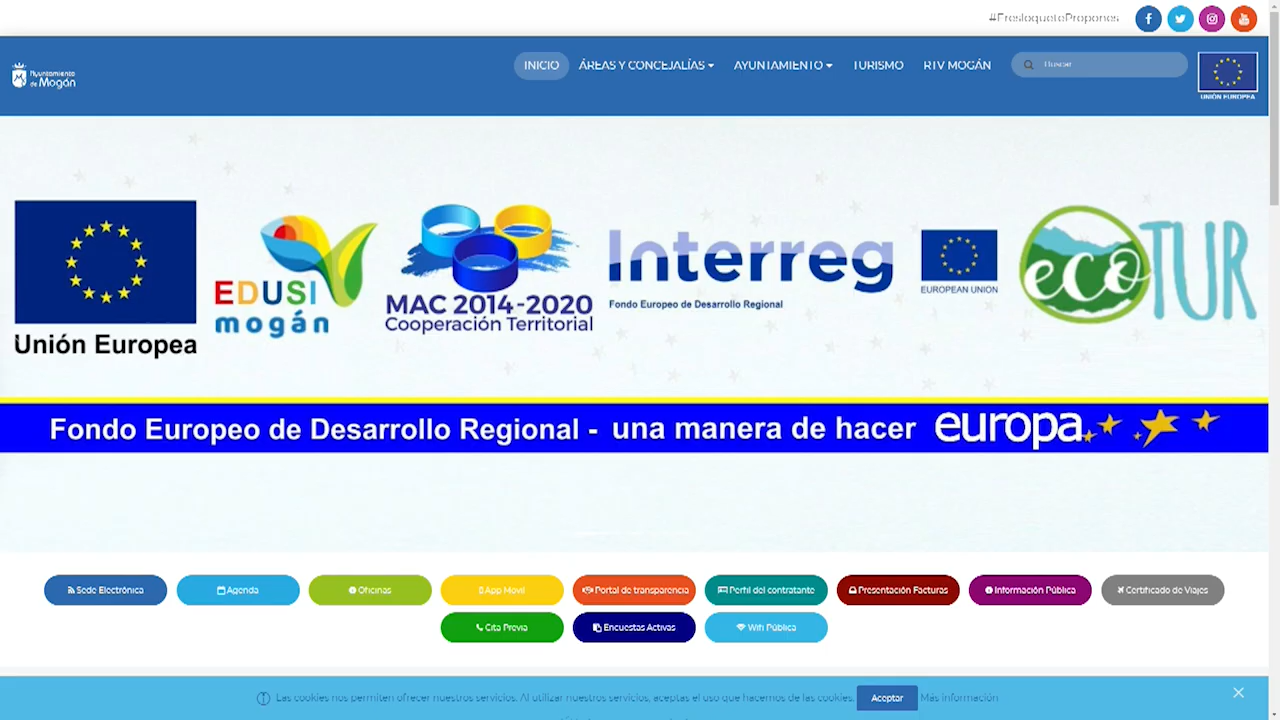 #EresloquetePropones
Ayuntamiento
de Mogán
INICIO
ÁREAS Y CONCEJALÍAS
AYUNTAMIENTO
TURISMO
RTV MOGÁN
Buscar
UNIÓN EUROPEA
Unión Europea
EDUSI
mogán
MAC 2014-2020
Cooperación Territorial
Interreg
Fondo Europeo de Desarrollo Regional
EUROPEAN UNION
ecoTUR
Fondo Europeo de Desarrollo Regional - una manera de hacer europa
Sede Electrónica
Agenda
Oficinas
App Movil
Portal de transparencia
Perfil del contratante
Presentación Facturas
Información Pública
Certificado de Viajes
Cita Previa
Encuestas Activas
Wifi Pública
Las cookies nos permiten ofrecer nuestros servicios. Al utilizar nuestros servicios, aceptas el uso que hacemos de las cookies.
Aceptar
Más información